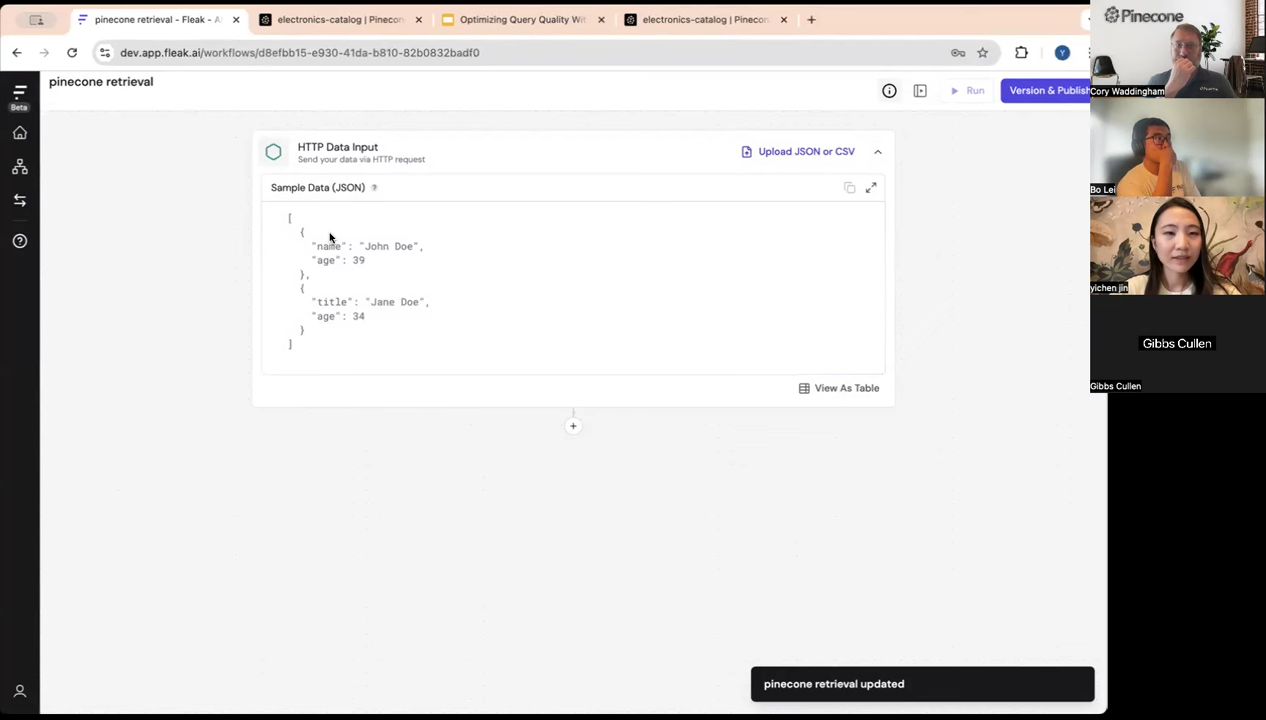 pinecone retrieval - Fleak - A
electronics-catalog | Pinecon
Optimizing Query Quality Wit
electronics-catalog | Pinecon
dev.app.fleak.ai/workflows/d8efbb15-e930-41da-b810-82b0832badf0
Y
Pinecone
Cory Waddingham
Bo Lei
yichen jin
Gibbs Cullen
Gibbs Cullen
Beta
pinecone retrieval
Run
Version & Publish
HTTP Data Input
Send your data via HTTP request
Upload JSON or CSV
Sample Data (JSON) ?
[
{
"name": "John Doe",
"age": 39
},
{
"title": "Jane Doe",
"age": 34
}
]
View As Table
+
pinecone retrieval updated